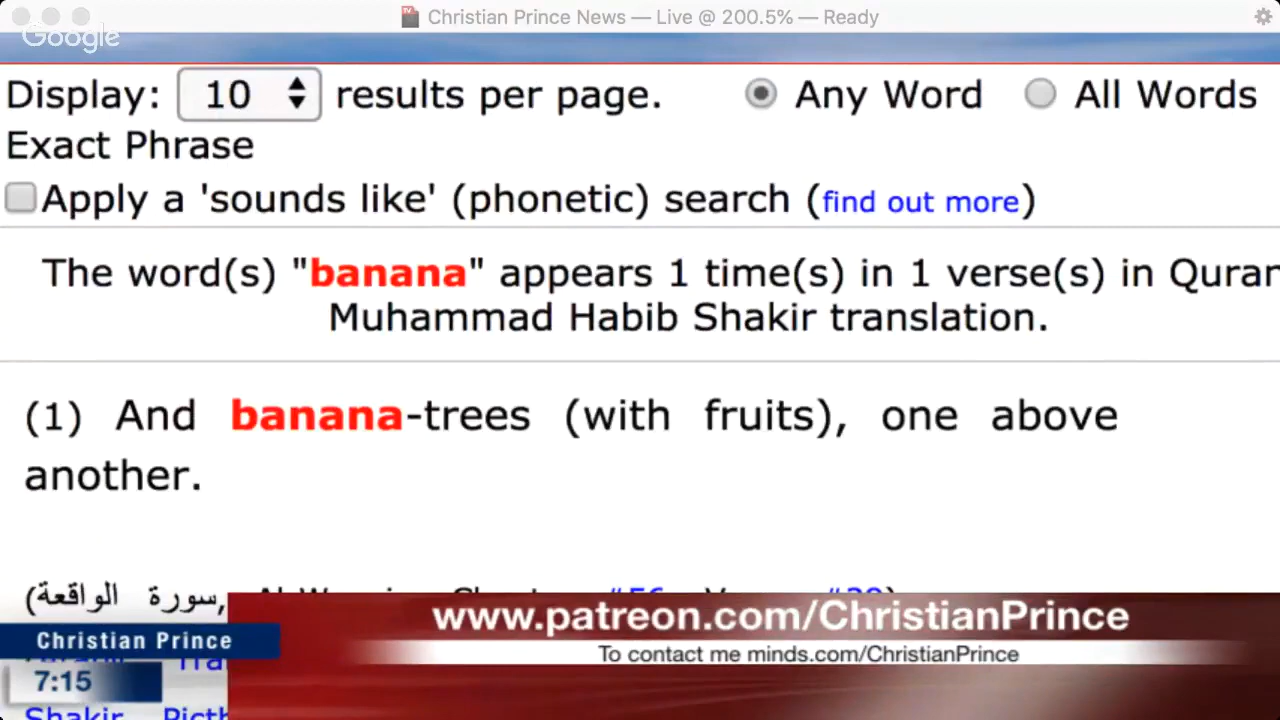 Christian Prince News — Live @ 200.5% — Ready
Google
Display: 10 results per page. Any Word All Words
Exact Phrase
Apply a 'sounds like' (phonetic) search (find out more)
The word(s) "banana" appears 1 time(s) in 1 verse(s) in Quran
Muhammad Habib Shakir translation.
(1) And banana-trees (with fruits), one above
another.
(سورة الواقعة,
www.patreon.com/ChristianPrince
Christian Prince
To contact me minds.com/ChristianPrince
7:15
Shakir